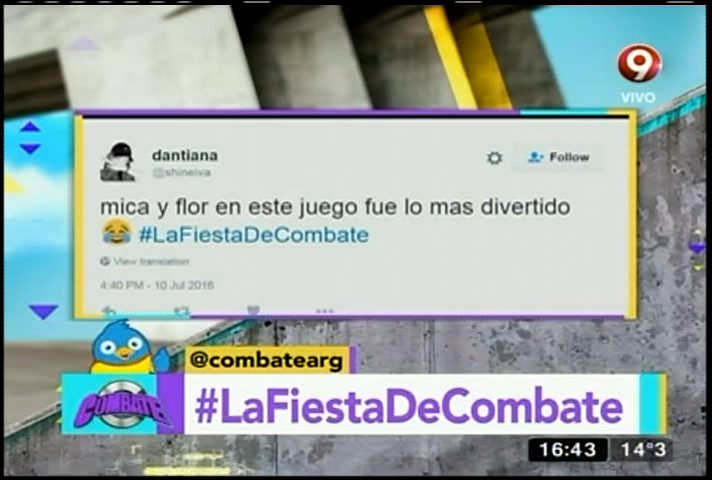 9
VIVO
dantiana
@shineiva
Follow
mica y flor en este juego fue lo mas divertido
😂 #LaFiestaDeCombate
View translation
4:40 PM - 10 Jul 2016
@combatearg
COMBATE
#LaFiestaDeCombate
16:43 14°3